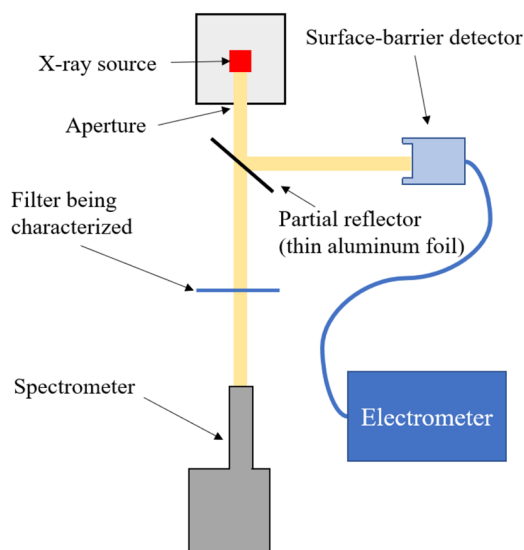 Surface-barrier detector
X-ray source
Aperture
Filter being
characterized
Partial reflector
(thin aluminum foil)
Spectrometer
Electrometer